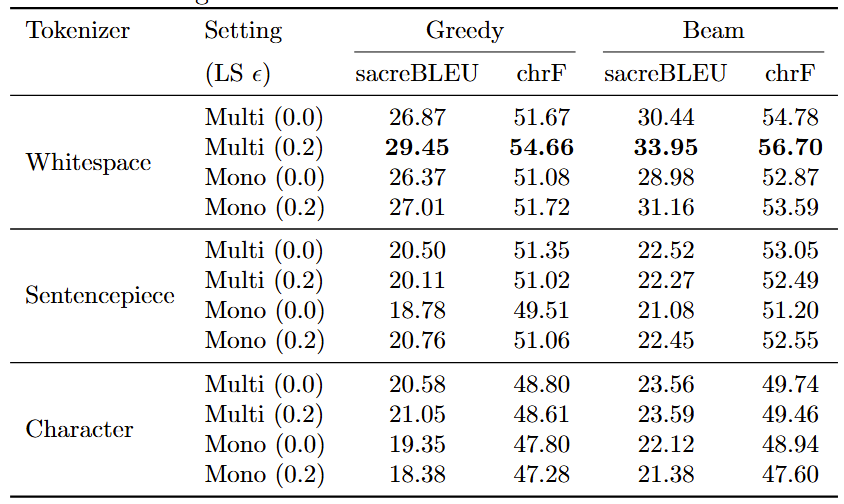 Tokenizer Setting Greedy Beam
(LS ϵ) sacreBLEU chrF sacreBLEU chrF
Multi (0.0) 26.87 51.67 30.44 54.78
Multi (0.2) 29.45 54.66 33.95 56.70
Whitespace
Mono (0.0) 26.37 51.08 28.98 52.87
Mono (0.2) 27.01 51.72 31.16 53.59
Multi (0.0) 20.50 51.35 22.52 53.05
Multi (0.2) 20.11 51.02 22.27 52.49
Sentencepiece
Mono (0.0) 18.78 49.51 21.08 51.20
Mono (0.2) 20.76 51.06 22.45 52.55
Multi (0.0) 20.58 48.80 23.56 49.74
Multi (0.2) 21.05 48.61 23.59 49.46
Character
Mono (0.0) 19.35 47.80 22.12 48.94
Mono (0.2) 18.38 47.28 21.38 47.60